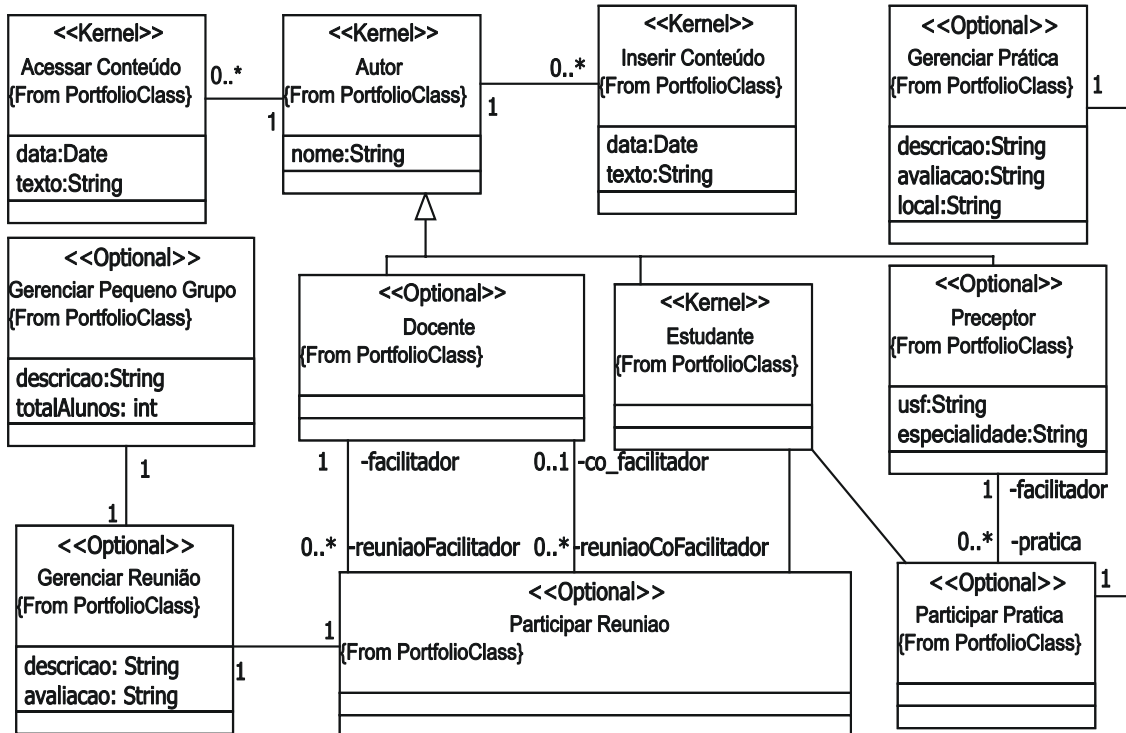 <<Kernel>>
Acessar Conteúdo
{From PortfolioClass}
data:Date
texto:String
0..*
1
<<Kernel>>
Autor
{From PortfolioClass}
nome:String
1
0..*
<<Kernel>>
Inserir Conteúdo
{From PortfolioClass}
data:Date
texto:String
<<Optional>>
Gerenciar Prática
{From PortfolioClass}
descricao:String
avaliacao:String
local:String
1
<<Optional>>
Gerenciar Pequeno Grupo
{From PortfolioClass}
descricao:String
totalAlunos: int
1
1
<<Optional>>
Docente
{From PortfolioClass}
<<Kernel>>
Estudante
{From PortfolioClass}
<<Optional>>
Preceptor
{From PortfolioClass}
usf:String
especialidade:String
1 -facilitador
0..1 -co_facilitador
1 -facilitador
0..* -reuniaoFacilitador
0..* -reuniaoCoFacilitador
0..* -pratica
<<Optional>>
Gerenciar Reunião
{From PortfolioClass}
descricao: String
avaliacao: String
1
1
<<Optional>>
Participar Reuniao
{From PortfolioClass}
<<Optional>>
Participar Pratica
{From PortfolioClass}
1